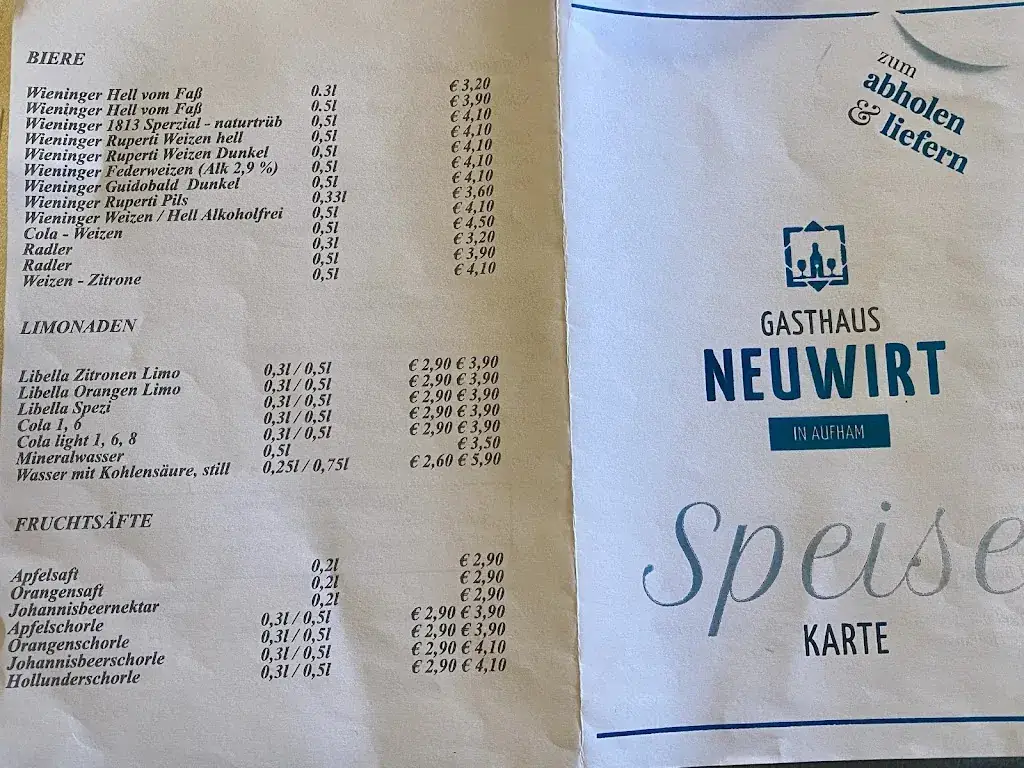 BIERE
Wieninger Hell vom Faß 0.3l € 3,20
Wieninger Hell vom Faß 0.5l € 3,90
Wieninger 1813 Sperzial - naturtrüb 0,5l € 4,10
Wieninger Ruperti Weizen hell 0,5l € 4,10
Wieninger Ruperti Weizen Dunkel 0,5l € 4,10
Wieninger Federweizen (Alk 2,9 %) 0,5l € 4,10
Wieninger Guidobald Dunkel 0,5l € 4,10
Wieninger Ruperti Pils 0,33l € 3,60
Wieninger Weizen / Hell Alkoholfrei 0,5l € 4,10
Cola - Weizen 0,5l € 4,50
Radler 0,3l € 3,20
Radler 0,5l € 3,90
Weizen - Zitrone 0,5l € 4,10
LIMONADEN
Libella Zitronen Limo 0,3l / 0,5l € 2,90 € 3,90
Libella Orangen Limo 0,3l / 0,5l € 2,90 € 3,90
Libella Spezi 0,3l / 0,5l € 2,90 € 3,90
Cola 1, 6 0,3l / 0,5l € 2,90 € 3,90
Cola light 1, 6, 8 0,3l / 0,5l € 2,90 € 3,90
Mineralwasser 0,5l € 3,50
Wasser mit Kohlensäure, still 0,25l / 0,75l € 2,60 € 5,90
FRUCHTSÄFTE
Apfelsaft 0,2l € 2,90
Orangensaft 0,2l € 2,90
Johannisbeernektar 0,2l € 2,90
Apfelschorle 0,3l / 0,5l € 2,90 € 3,90
Orangenschorle 0,3l / 0,5l € 2,90 € 3,90
Johannisbeerschorle 0,3l / 0,5l € 2,90 € 4,10
Hollunderschorle 0,3l / 0,5l € 2,90 € 4,10
zum
abholen
& liefern
GASTHAUS
NEUWIRT
IN AUFHAM
Speise
KARTE